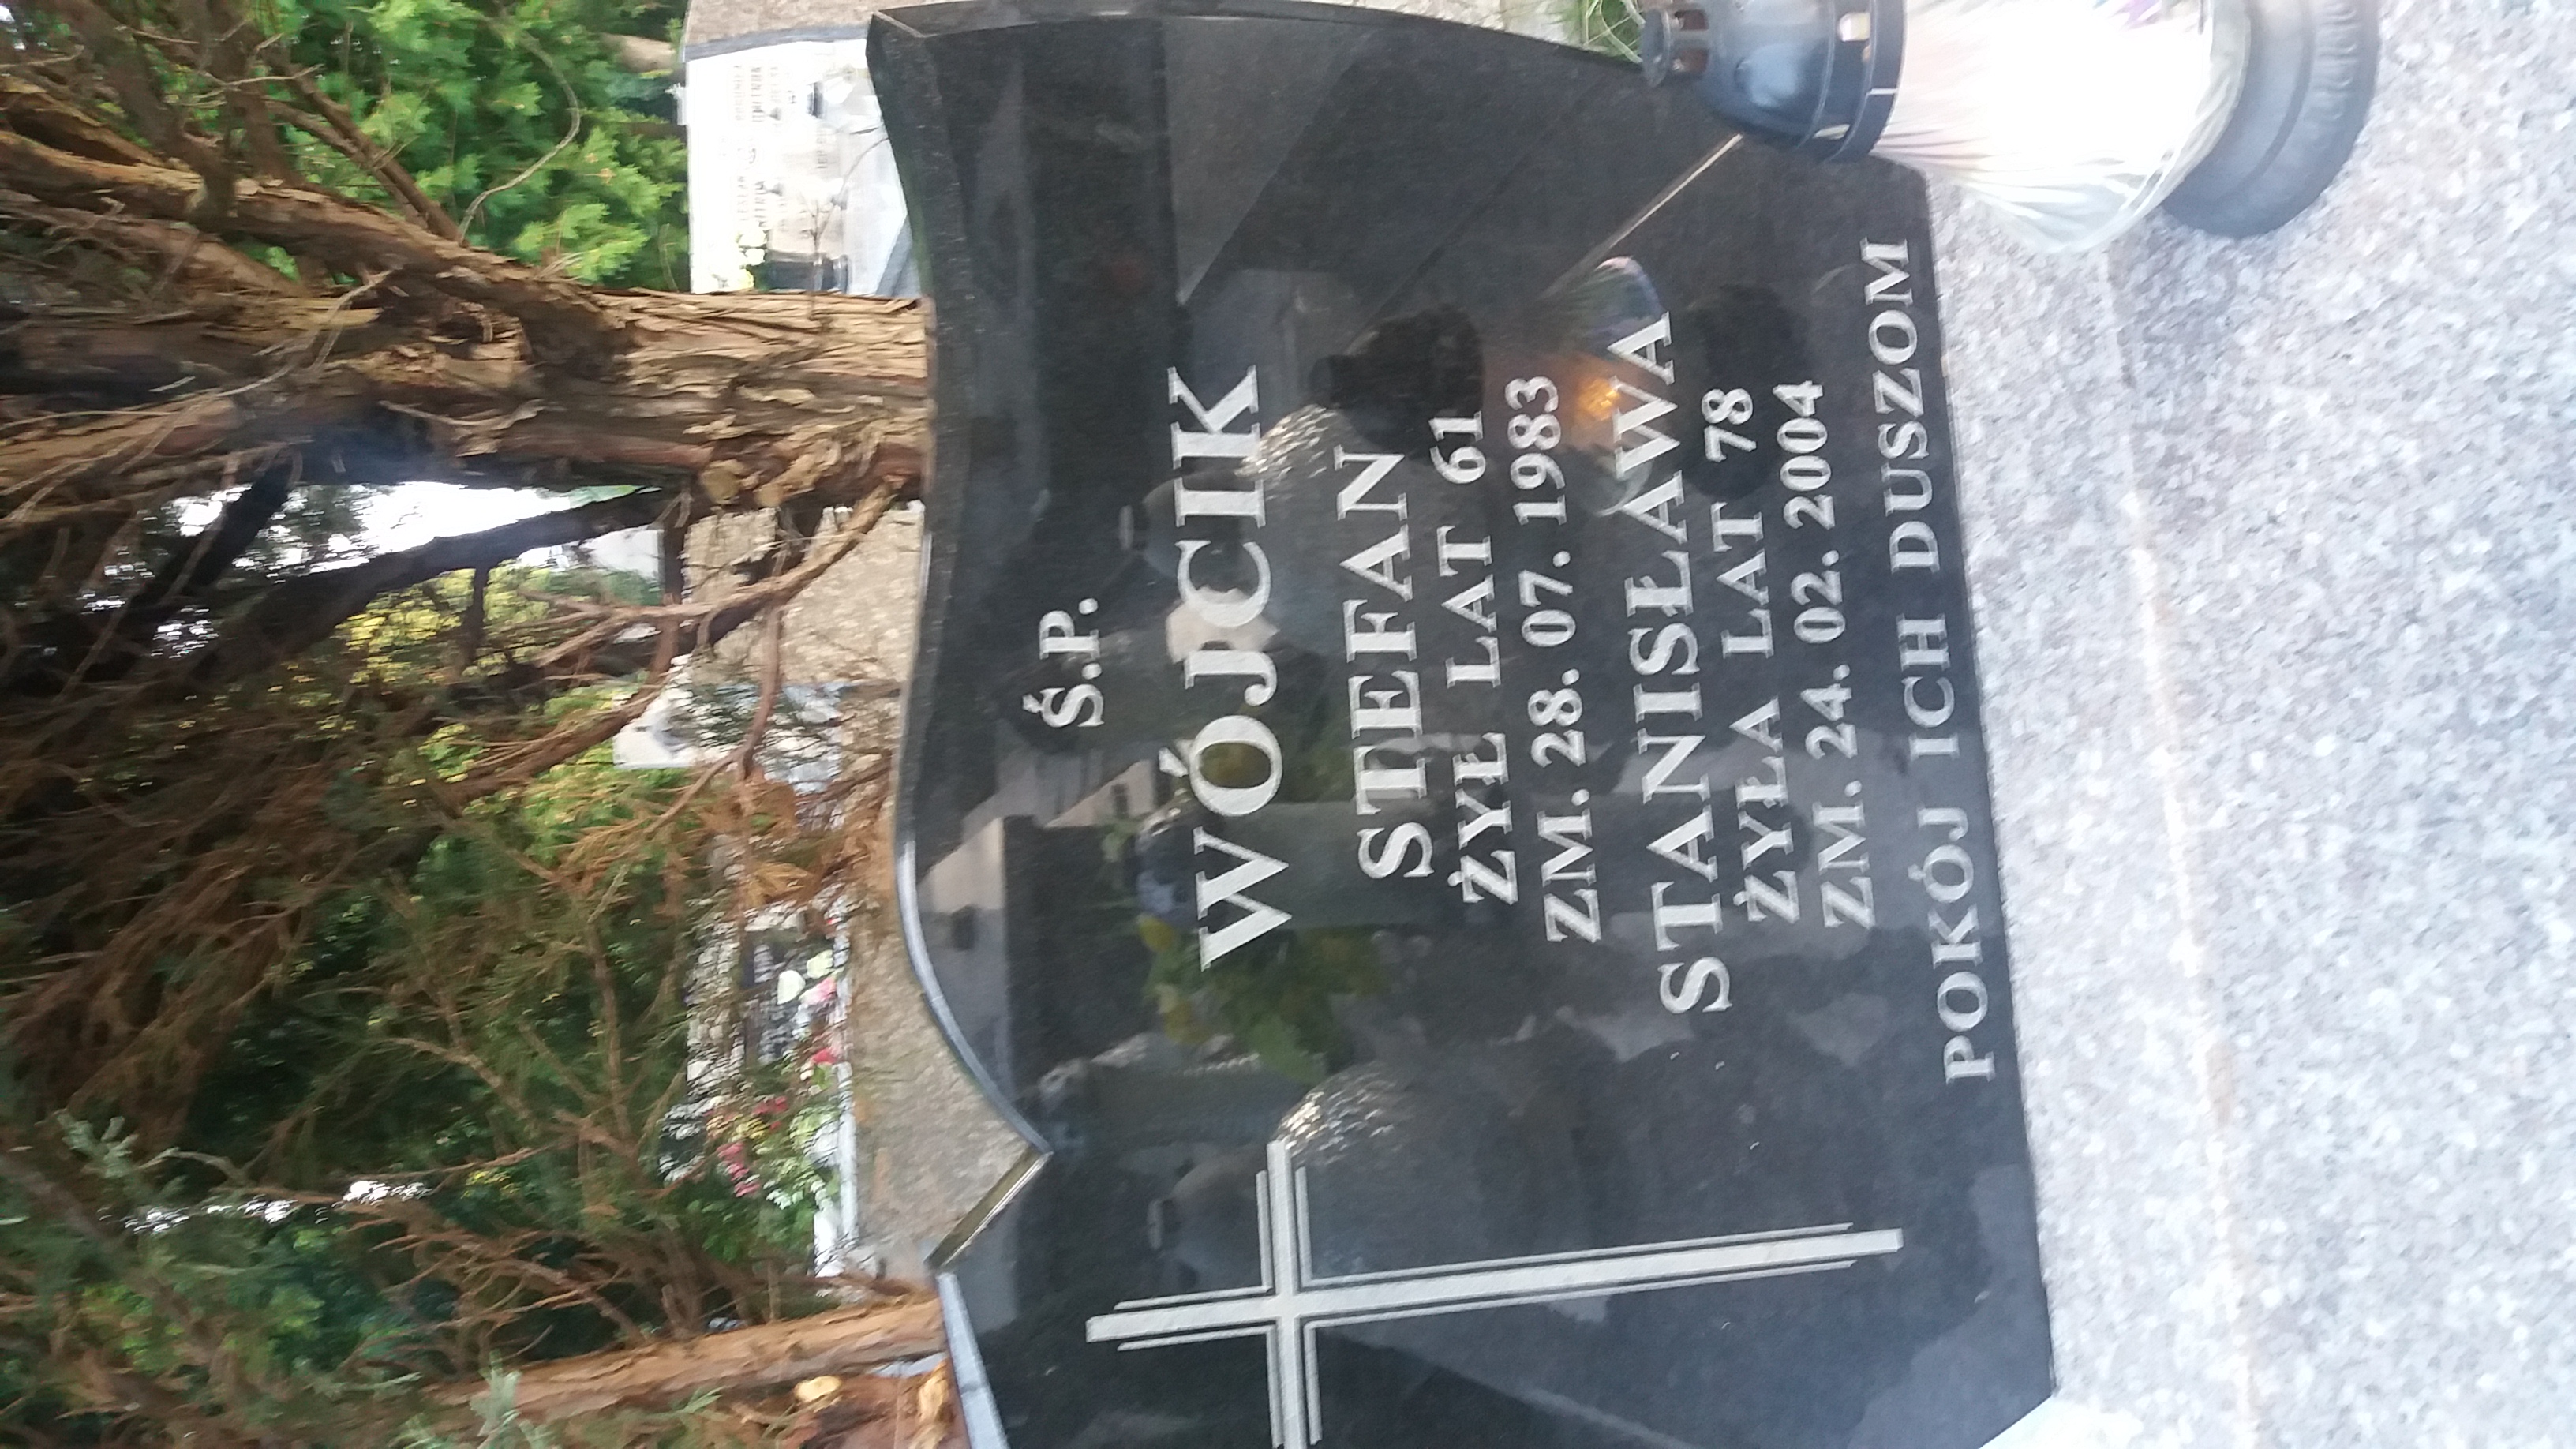 Ś.P.
WÓJCIK
STEFAN
ŻYŁ LAT 61
ZM. 28. 07. 1983
STANISŁAWA
ŻYŁA LAT 78
ZM. 24. 02. 2004
POKÓJ ICH DUSZOM